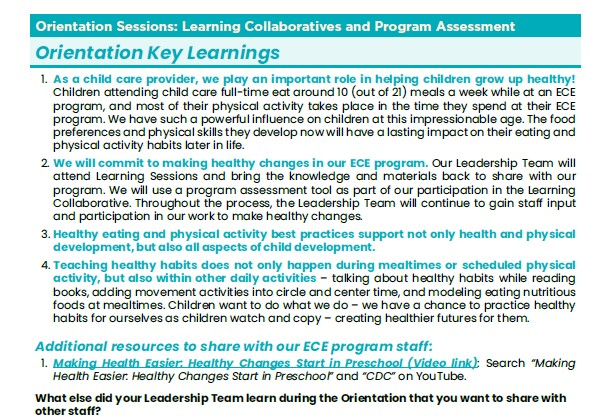 Orientation Sessions: Learning Collaboratives and Program Assessment
Orientation Key Learnings
1. As a child care provider, we play an important role in helping children grow up healthy!
Children attending child care full-time eat around 10 (out of 21) meals a week while at an ECE
program, and most of their physical activity takes place in the time they spend at their ECE
program. We have such a powerful influence on children at this impressionable age. The food
preferences and physical skills they develop now will have a lasting impact on their eating and
physical activity habits later in life.
2. We will commit to making healthy changes in our ECE program. Our Leadership Team will
attend Learning Sessions and bring the knowledge and materials back to share with our
program. We will use a program assessment tool as part of our participation in the Learning
Collaborative. Throughout the process, the Leadership Team will continue to gain staff input
and participation in our work to make healthy changes.
3. Healthy eating and physical activity best practices support not only health and physical
development, but also all aspects of child development.
4. Teaching healthy habits does not only happen during mealtimes or scheduled physical
activity, but also within other daily activities – talking about healthy habits while reading
books, adding movement activities into circle and center time, and modeling eating nutritious
foods at mealtimes. Children want to do what we do – we have a chance to practice healthy
habits for ourselves as children watch and copy – creating healthier futures for them.
Additional resources to share with our ECE program staff:
1. Making Health Easier: Healthy Changes Start in Preschool (Video link); Search “Making
Health Easier: Healthy Changes Start in Preschool” and “CDC” on YouTube.
What else did your Leadership Team learn during the Orientation that you want to share with
other staff?